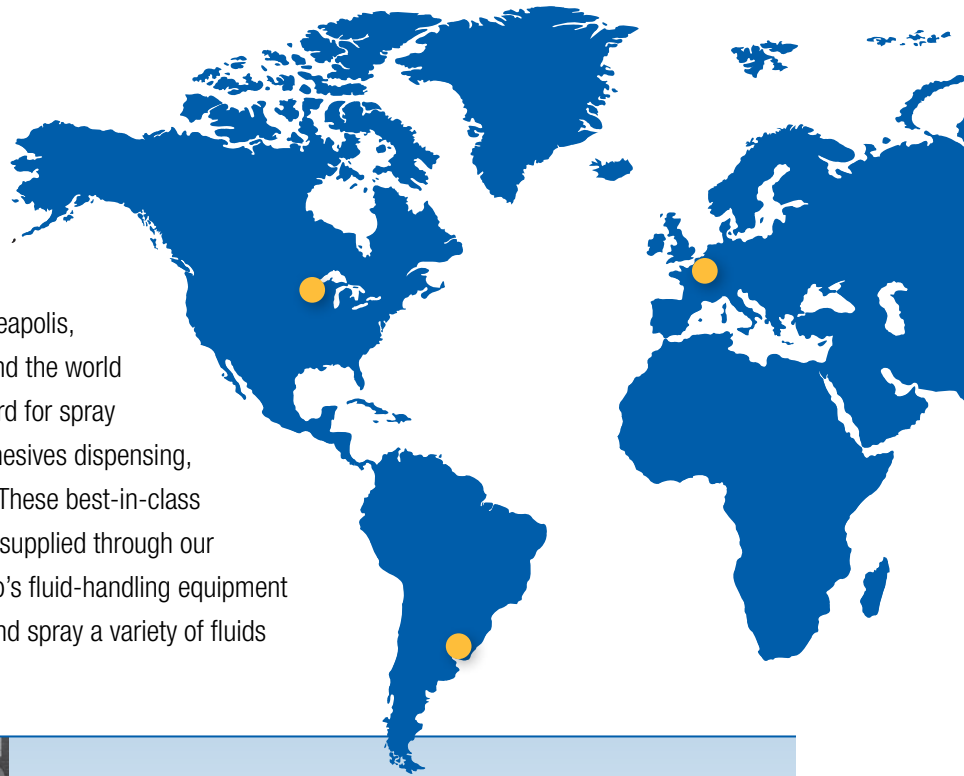 eapolis,
nd the world
rd for spray
hesives dispensing,
These best-in-class
supplied through our
o's fluid-handling equipment
nd spray a variety of fluids